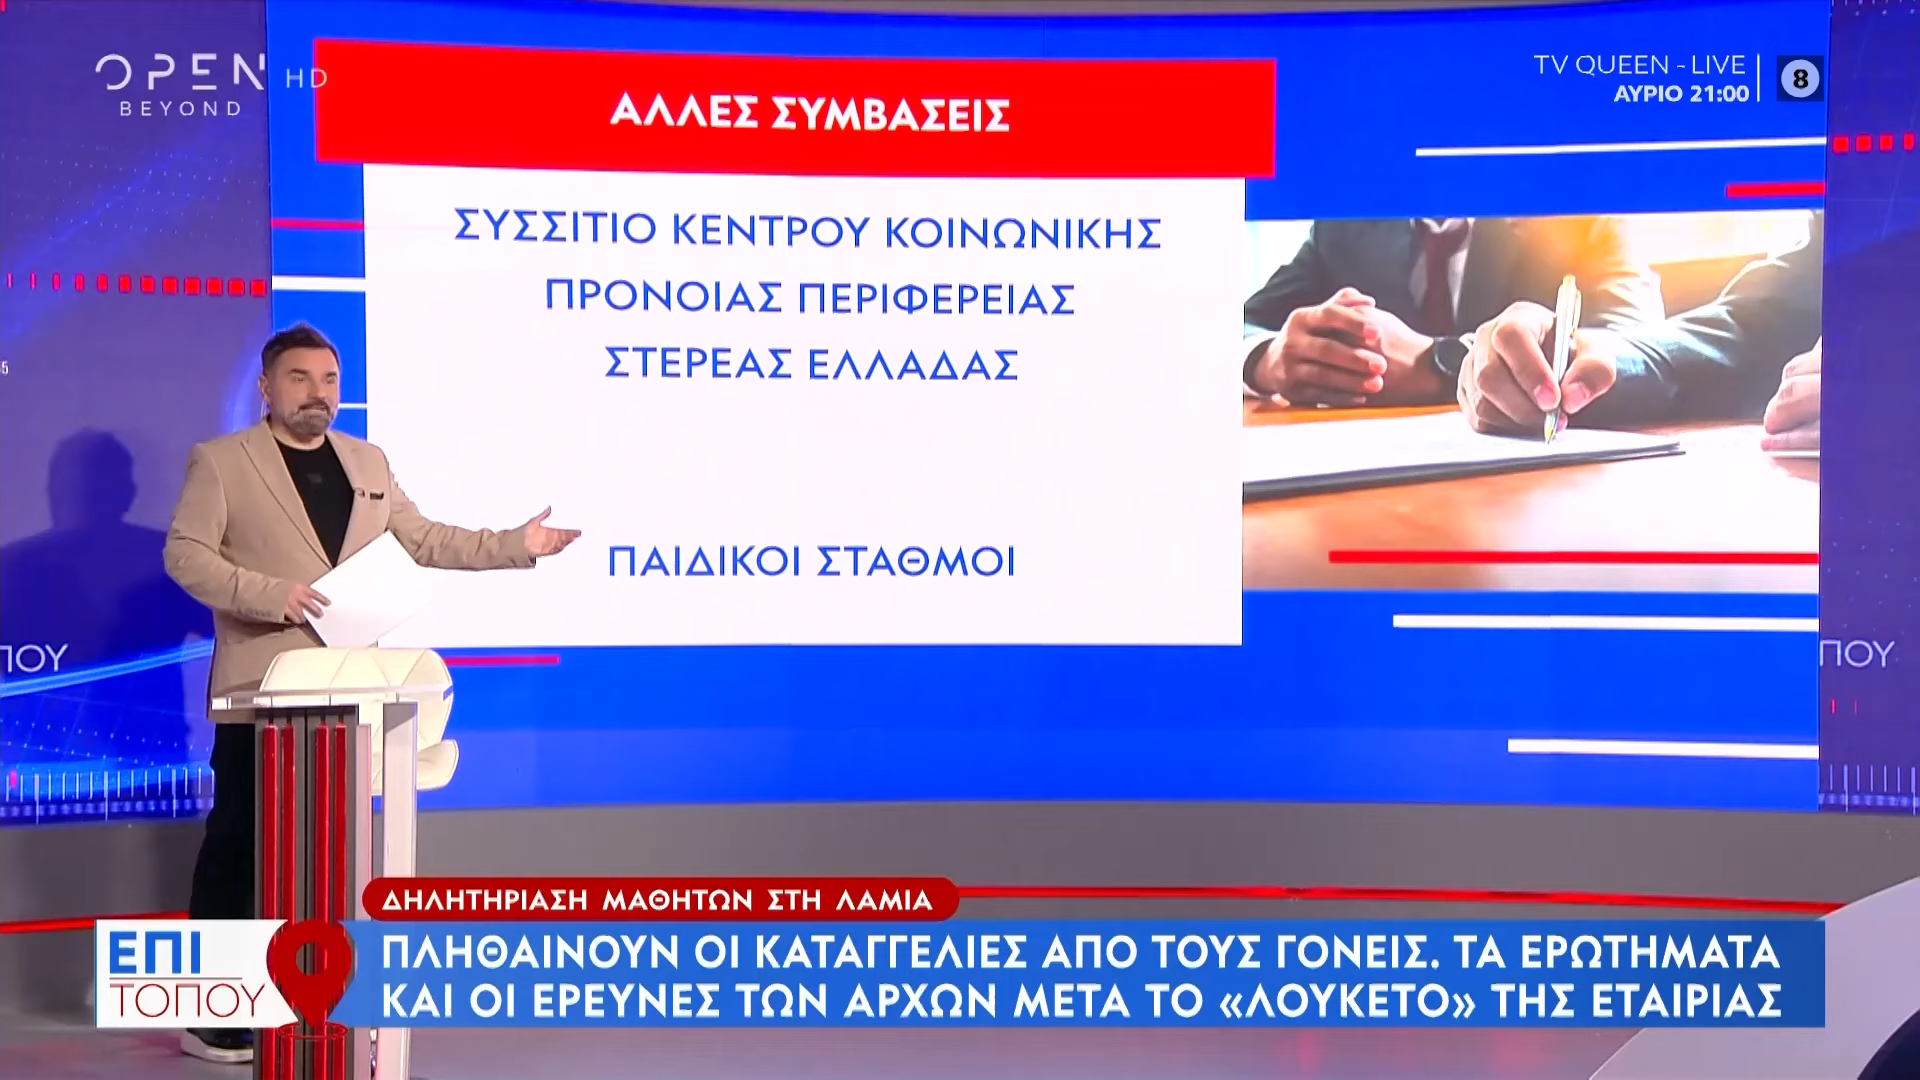 OPEN HD
BEYOND
TV QUEEN - LIVE
ΑΥΡΙΟ 21:00
8
ΑΛΛΕΣ ΣΥΜΒΑΣΕΙΣ
ΣΥΣΣΙΤΙΟ ΚΕΝΤΡΟΥ ΚΟΙΝΩΝΙΚΗΣ
ΠΡΟΝΟΙΑΣ ΠΕΡΙΦΕΡΕΙΑΣ
ΣΤΕΡΕΑΣ ΕΛΛΑΔΑΣ
ΠΑΙΔΙΚΟΙ ΣΤΑΘΜΟΙ
ΠΟΥ
ΠΟΥ
ΔΗΛΗΤΗΡΙΑΣΗ ΜΑΘΗΤΩΝ ΣΤΗ ΛΑΜΙΑ
ΕΠΙ
ΤΟΠΟΥ
ΠΛΗΘΑΙΝΟΥΝ ΟΙ ΚΑΤΑΓΓΕΛΙΕΣ ΑΠΟ ΤΟΥΣ ΓΟΝΕΙΣ. ΤΑ ΕΡΩΤΗΜΑΤΑ
ΚΑΙ ΟΙ ΕΡΕΥΝΕΣ ΤΩΝ ΑΡΧΩΝ ΜΕΤΑ ΤΟ «ΛΟΥΚΕΤΟ» ΤΗΣ ΕΤΑΙΡΙΑΣ